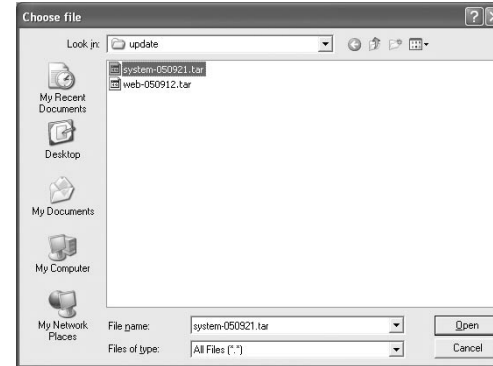 Choose file
Look in: update
system-050921.tar
web-050912.tar
My Recent
Documents
Desktop
My Documents
My Computer
My Network
Places
File name: system-050921.tar Open
Files of type: All Files (*.*) Cancel